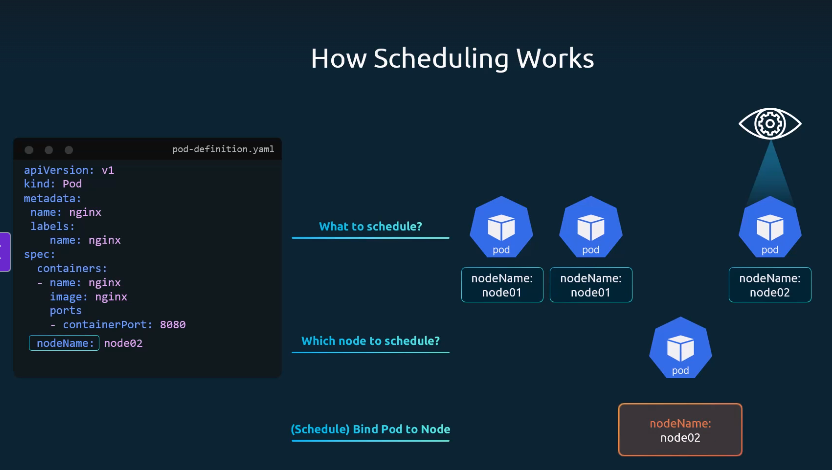 How Scheduling Works
pod-definition.yaml
apiVersion: v1
kind: Pod
metadata:
name: nginx
labels:
name: nginx
spec:
containers:
- name: nginx
image: nginx
ports
- containerPort: 8080
nodeName: node02
What to schedule?
pod
nodeName:
node01
pod
nodeName:
node01
pod
nodeName:
node02
Which node to schedule?
pod
(Schedule) Bind Pod to Node
nodeName:
node02